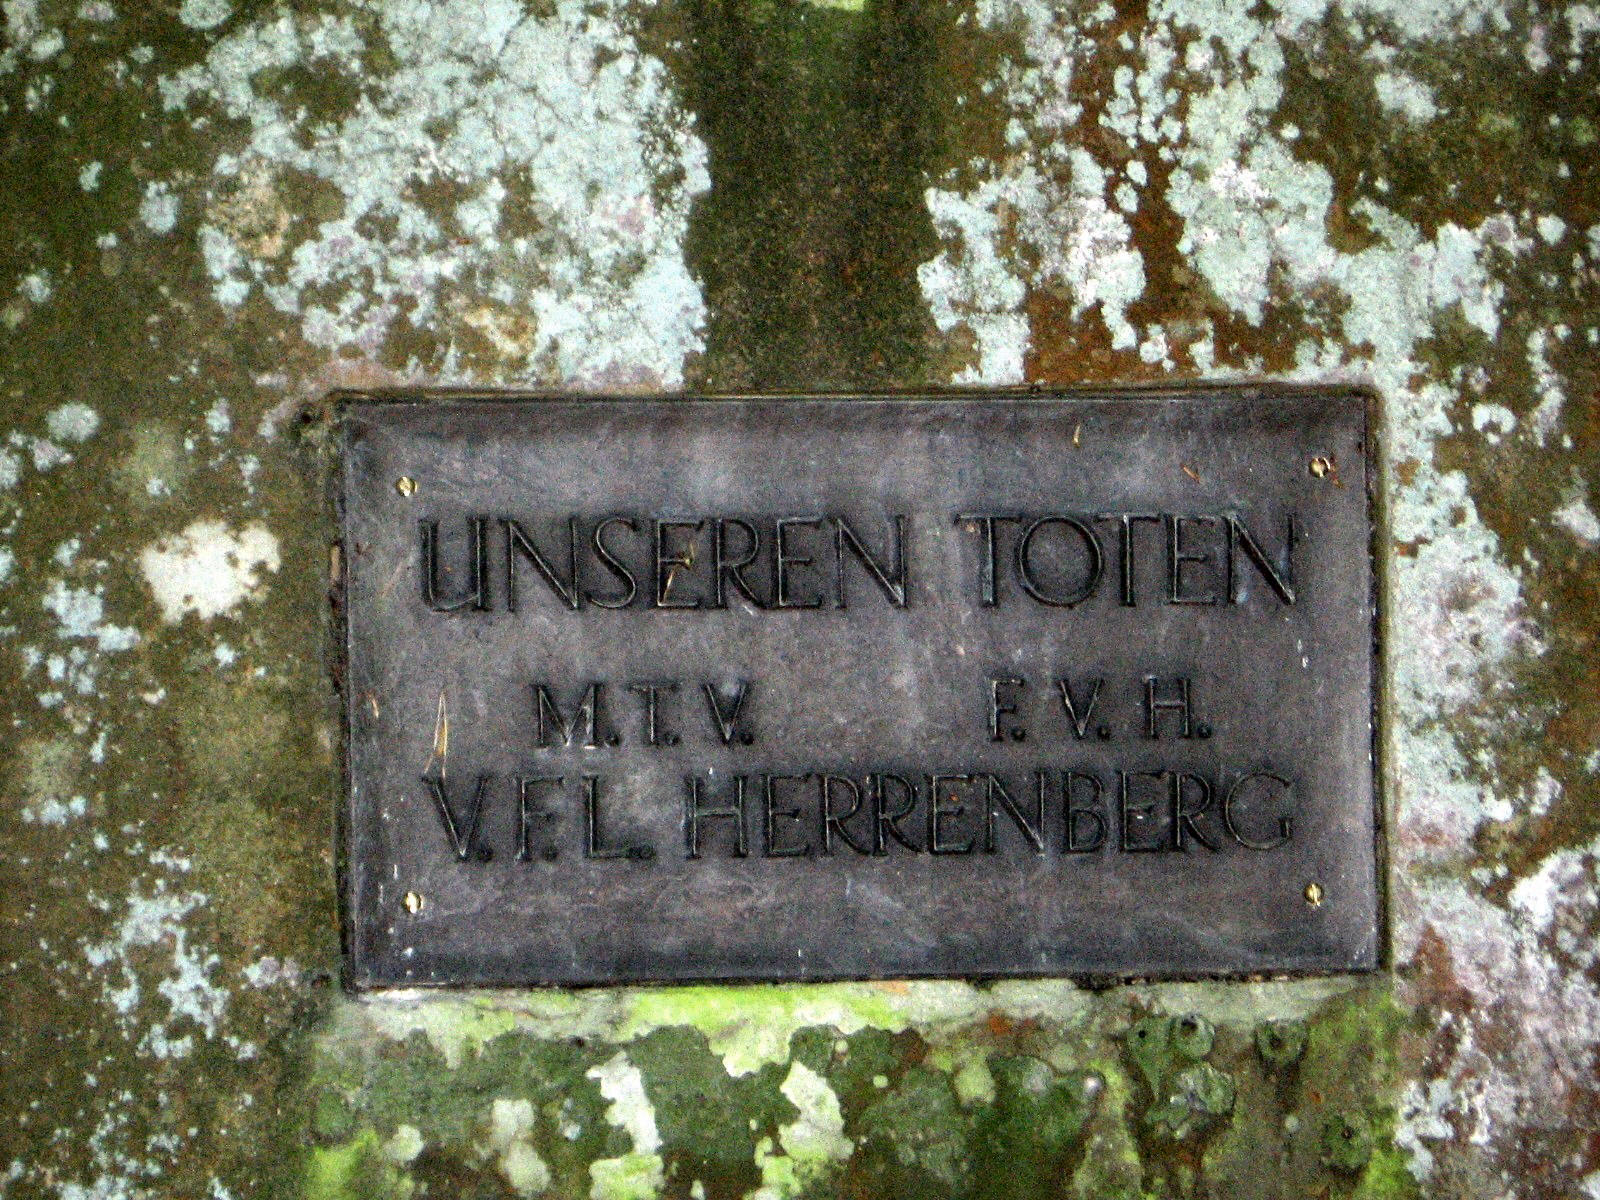 UNSEREN TOTEN
M.T.V. F.V.H.
V.F.L. HERRENBERG